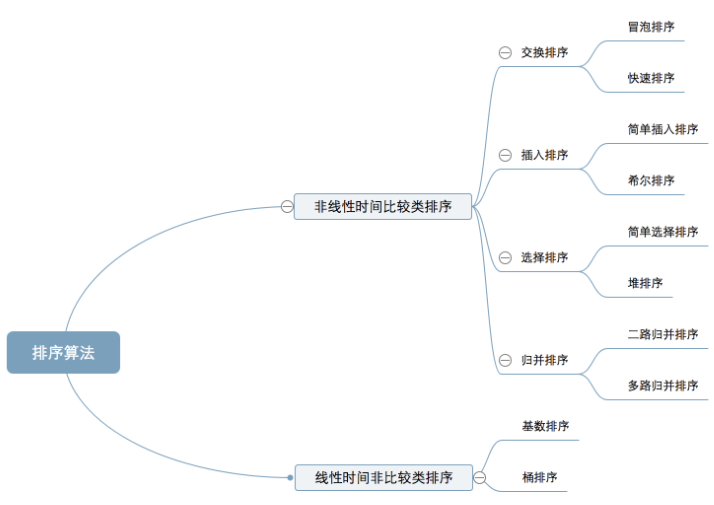 排序算法
非线性时间比较类排序
交换排序
冒泡排序
快速排序
插入排序
简单插入排序
希尔排序
选择排序
简单选择排序
堆排序
归并排序
二路归并排序
多路归并排序
线性时间非比较类排序
基数排序
桶排序